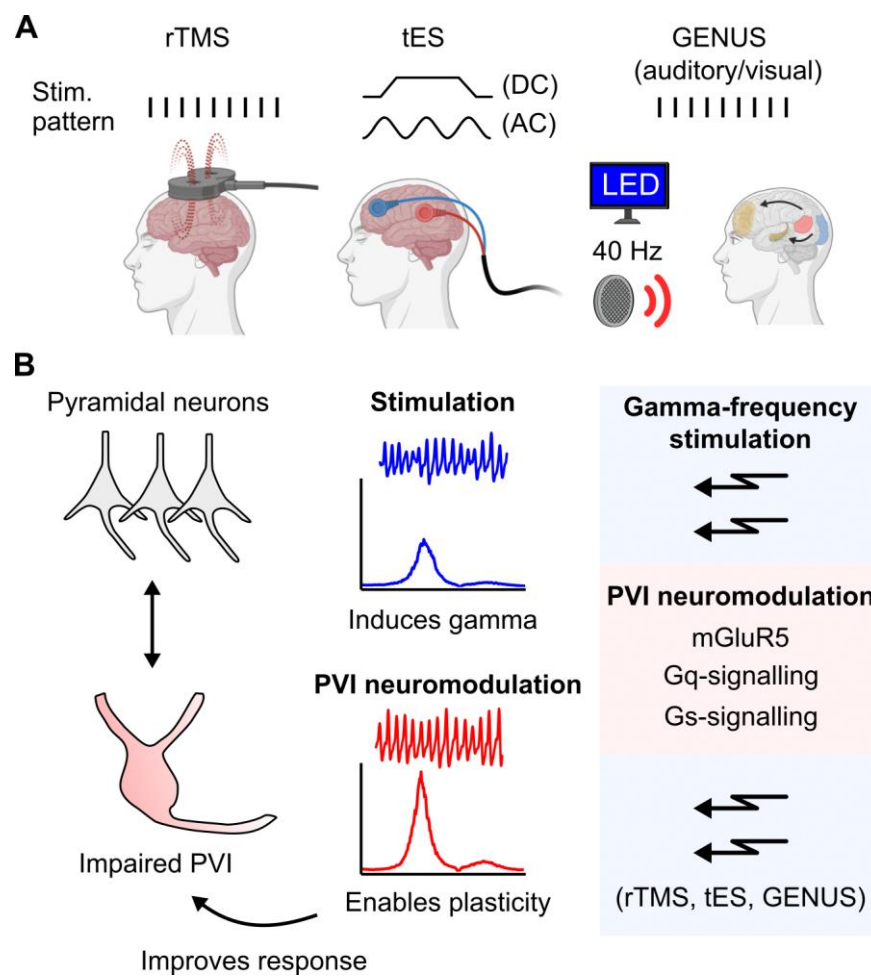 A
rTMS
tES
GENUS
(auditory/visual)
Stim.
pattern
(DC)
(AC)
LED
40 Hz
B
Pyramidal neurons
Impaired PVI
Stimulation
Induces gamma
PVI neuromodulation
Enables plasticity
Improves response
Gamma-frequency
stimulation
PVI neuromodulation
mGluR5
Gq-signalling
Gs-signalling
(rTMS, tES, GENUS)